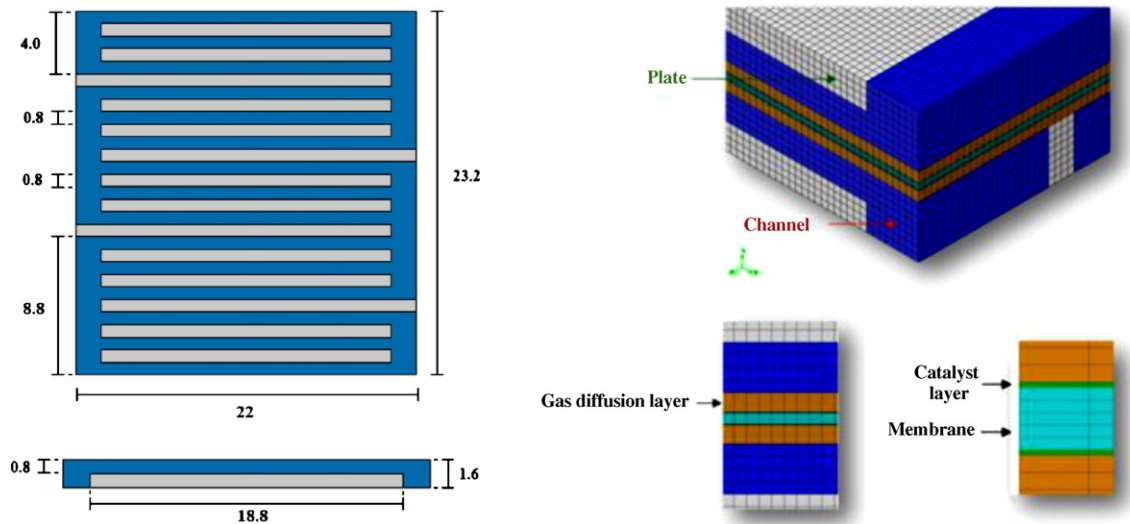 4.0
0.8
0.8
8.8
23.2
22
0.8
1.6
18.8
Plate
Channel
Gas diffusion layer
Catalyst
layer
Membrane